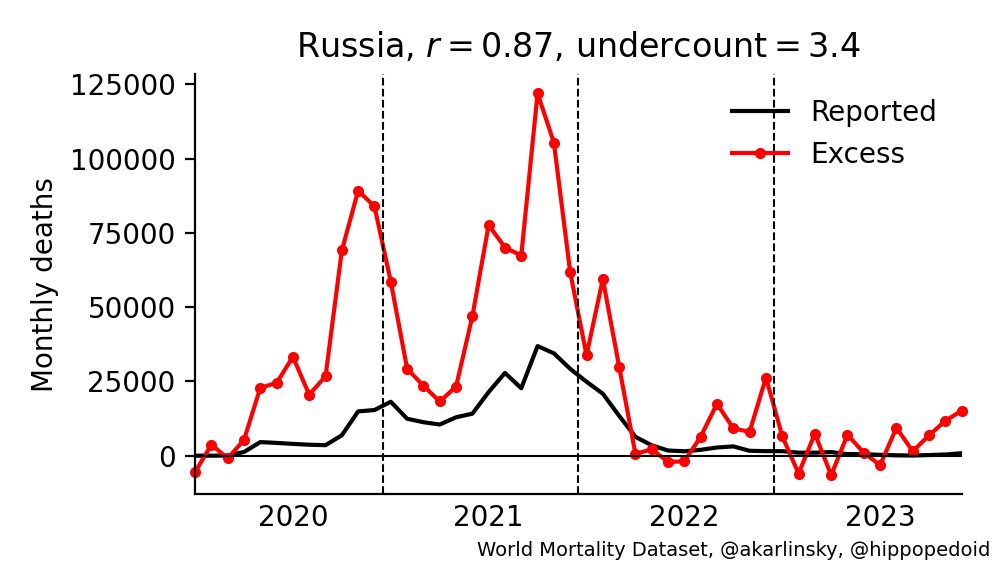 Russia, r = 0.87, undercount = 3.4
125000
100000
75000
50000
25000
0
Monthly deaths
Reported
Excess
2020 2021 2022 2023
World Mortality Dataset, @akarlinsky, @hippopedoid